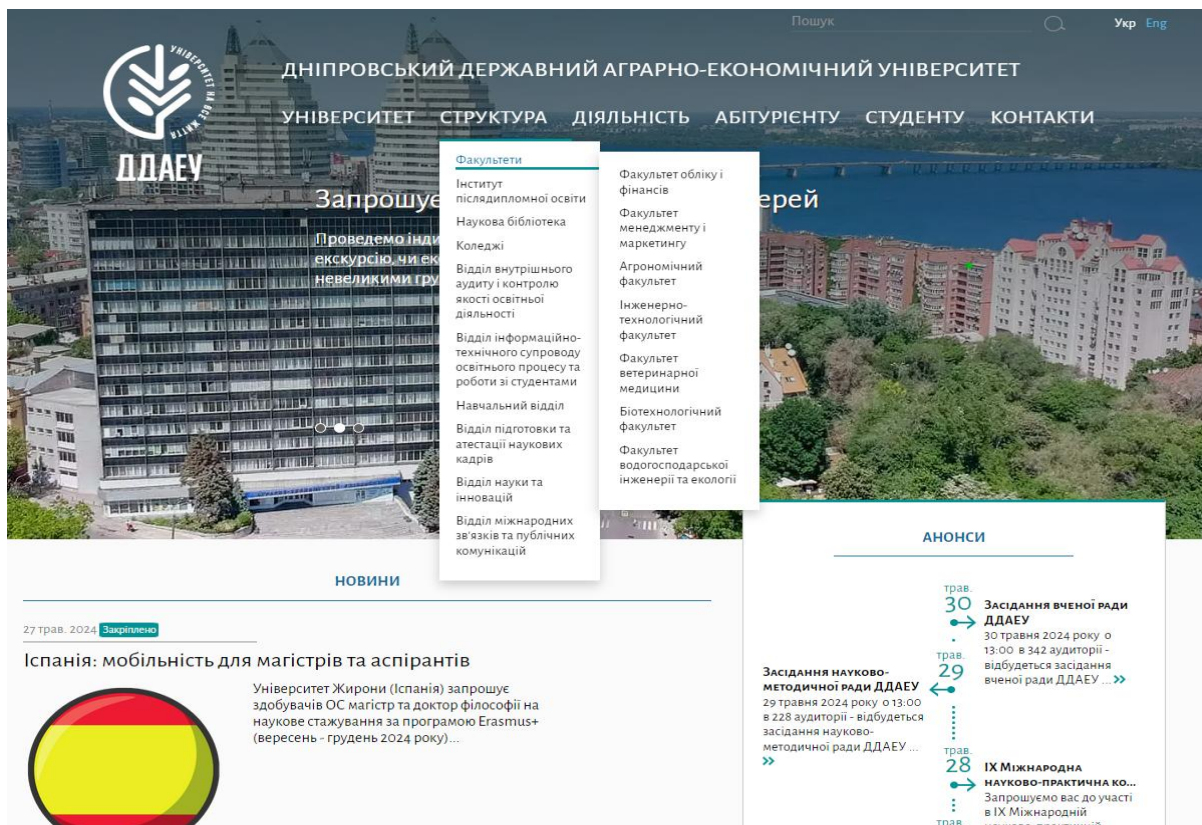 Пошук
Укр Eng
УНІВЕРСИТЕТ НА ВСЕ ЖИТТЯ
ДДАЕУ
ДНІПРОВСЬКИЙ ДЕРЖАВНИЙ АГРАРНО-ЕКОНОМІЧНИЙ УНІВЕРСИТЕТ
УНІВЕРСИТЕТ СТРУКТУРА ДІЯЛЬНІСТЬ АБІТУРІЄНТУ СТУДЕНТУ КОНТАКТИ
Факультети
Інститут
післядипломної освіти
Наукова бібліотека
Коледжі
Відділ внутрішнього
аудиту і контролю
якості освітньої
діяльності
Відділ інформаційно-
технічного супроводу
освітнього процесу та
роботи зі студентами
Навчальний відділ
Відділ підготовки та
атестації наукових
кадрів
Відділ науки та
інновацій
Відділ міжнародних
зв'язків та публічних
комунікацій
Факультет обліку і
фінансів
Факультет
менеджменту і
маркетингу
Агрономічний
факультет
Інженерно-
технологічний
факультет
Факультет
ветеринарної
медицини
Біотехнологічний
факультет
Факультет
водогосподарської
інженерії та екології
Запрошує ерей
Проведемо інди
екскурсію, чи ек
невеликими гру
НОВИНИ
27 трав. 2024 Закріплено
Іспанія: мобільність для магістрів та аспірантів
Університет Жирони (Іспанія) запрошує
здобувачів ОС магістр та доктор філософії на
наукове стажування за програмою Erasmus+
(вересень - грудень 2024 року)...
АНОНСИ
трав.
30
Засідання вченої ради
ДДАЕУ
30 травня 2024 року о
13:00 в 342 аудиторії -
відбудеться засідання
вченої ради ДДАЕУ ... »
трав.
29
Засідання науково-
методичної ради ДДАЕУ
29 травня 2024 року о 13:00
в 228 аудиторії - відбудеться
засідання науково-
методичної ради ДДАЕУ ...
»
трав.
28
IX Міжнародна
науково-практична ко...
Запрошуємо вас до участі
в IX Міжнародній
трав.